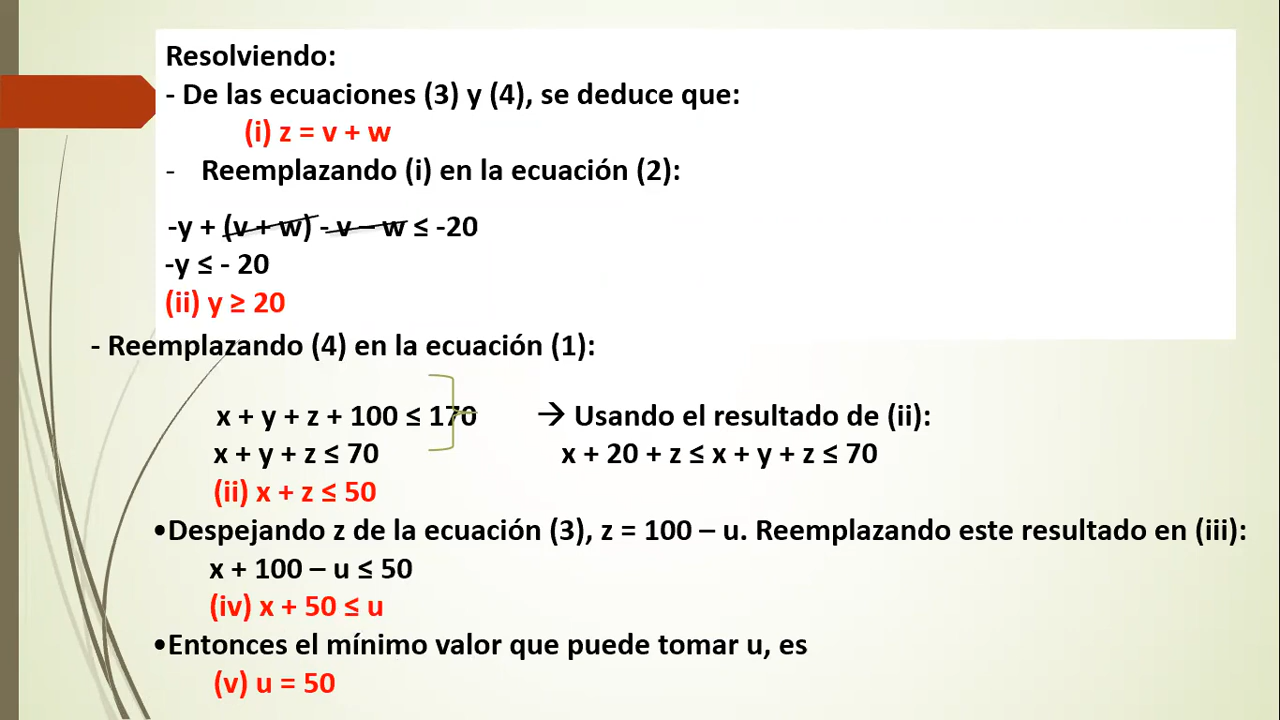 Resolviendo:
- De las ecuaciones (3) y (4), se deduce que:
(i) z = v + w
- Reemplazando (i) en la ecuación (2):
-y + (v + w) - v – w ≤ -20
-y ≤ - 20
(ii) y ≥ 20
- Reemplazando (4) en la ecuación (1):
x + y + z + 100 ≤ 170 → Usando el resultado de (ii):
x + y + z ≤ 70 x + 20 + z ≤ x + y + z ≤ 70
(ii) x + z ≤ 50
•Despejando z de la ecuación (3), z = 100 – u. Reemplazando este resultado en (iii):
x + 100 – u ≤ 50
(iv) x + 50 ≤ u
•Entonces el mínimo valor que puede tomar u, es
(v) u = 50